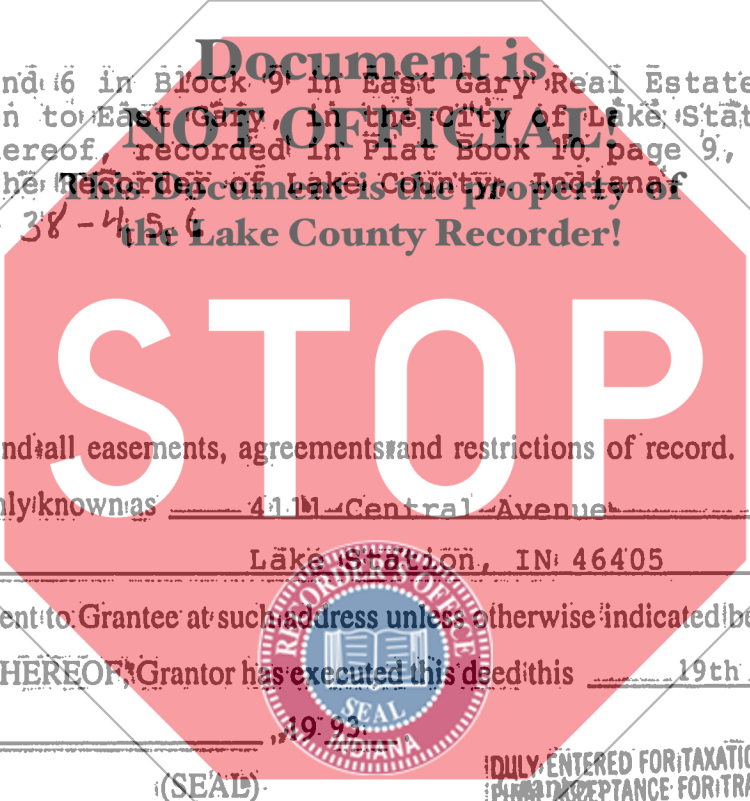 Document is
nd 6 in Block 9 in East Gary Real Estate
NOT OFFICIAL!
n to East Gary, in the City of Lake Stat
ereof, recorded in Plat Book 10 page 9,
This Document is the property of
he Recorder of Lake County, Indiana
the Lake County Recorder!
38-4,5,6
STOP
nd all easements, agreements and restrictions of record.
nly known as 4111 Central Avenue
Lake Station, IN 46405
RECORDER'S OFFICE
ent to Grantee at such address unless otherwise indicated be
HEREOF, Grantor has executed this deed this 19th
SEAL
, 19 93.
INDIANA
(SEAL)
DULY ENTERED FOR TAXATIO
ACCEPTANCE FOR TRA